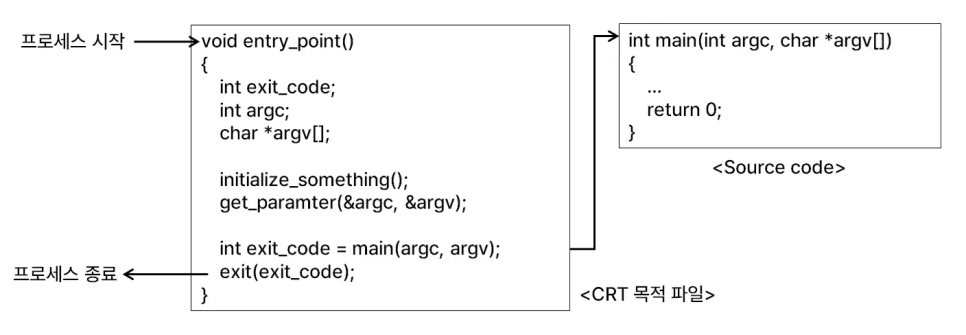 프로세스 시작
void entry_point()
{
int exit_code;
int argc;
char *argv[];
initialize_something();
get_paramter(&argc, &argv);
int exit_code = main(argc, argv);
exit(exit_code);
}
프로세스 종료
<CRT 목적 파일>
int main(int argc, char *argv[])
{
...
return 0;
}
<Source code>